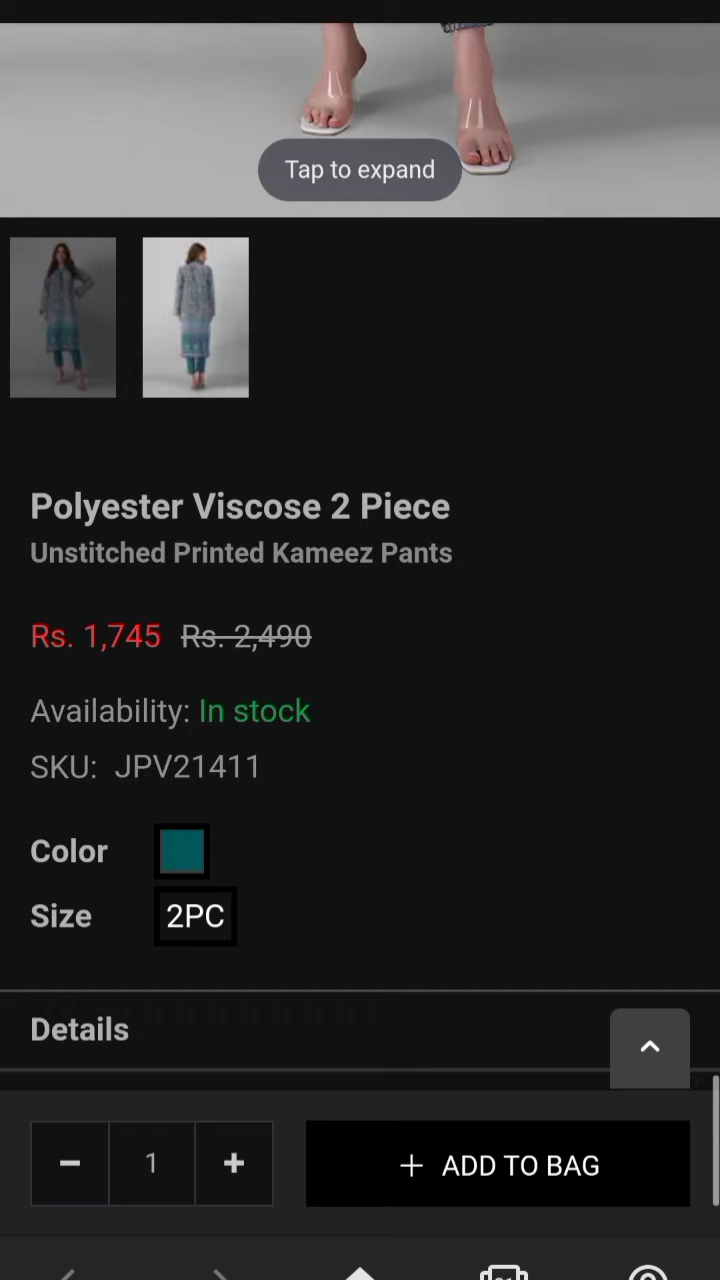 Tap to expand
Polyester Viscose 2 Piece
Unstitched Printed Kameez Pants
Rs. 1,745 Rs. 2,490
Availability: In stock
SKU: JPV21411
Color
Size 2PC
Details
1 + ADD TO BAG